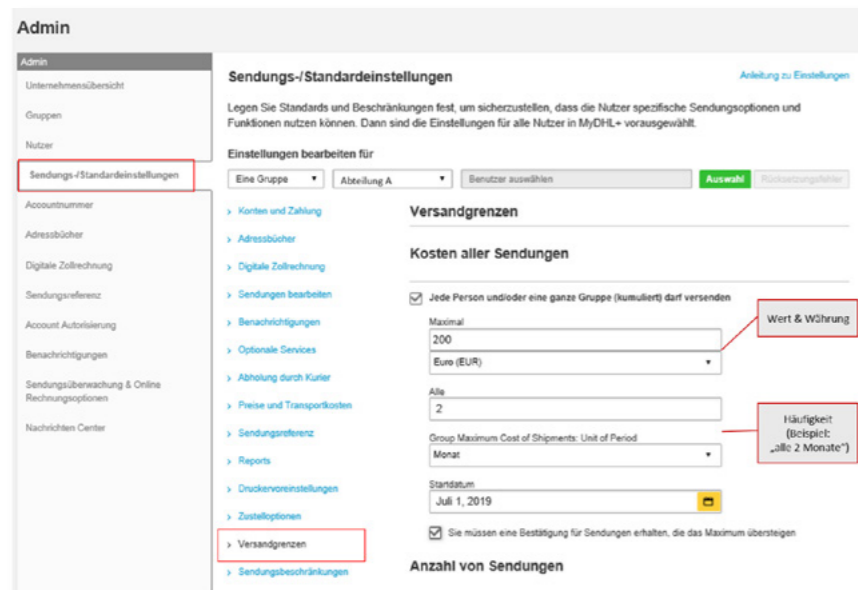 Admin
Admin
Unternehmensübersicht
Gruppen
Nutzer
Sendungs-/Standardeinstellungen
Accountnummer
Adressbücher
Digitale Zollrechnung
Sendungsreferenz
Account Autorisierung
Benachrichtigungen
Sendungsüberwachung & Online
Rechnungsoptionen
Nachrichten Center
Sendungs-/Standardeinstellungen
Anleitung zu Einstellungen
Legen Sie Standards und Beschränkungen fest, um sicherzustellen, dass die Nutzer spezifische Sendungsoptionen und
Funktionen nutzen können. Dann sind die Einstellungen für alle Nutzer in MyDHL+ vorausgewählt.
Einstellungen bearbeiten für
Eine Gruppe
Abteilung A
Benutzer auswählen
Auswahl
Rücksetzungsfehler
Konten und Zahlung
Adressbücher
Digitale Zollrechnung
Sendungen bearbeiten
Benachrichtigungen
Optionale Services
Abholung durch Kurier
Preise und Transportkosten
Sendungsreferenz
Reports
Druckervoreinstellungen
Zustelloptionen
Versandgrenzen
Sendungsbeschränkungen
Versandgrenzen
Kosten aller Sendungen
Jede Person und/oder eine ganze Gruppe (kumuliert) darf versenden
Maximal
200
Euro (EUR)
Alle
2
Group Maximum Cost of Shipments: Unit of Period
Monat
Startdatum
Juli 1, 2019
Sie müssen eine Bestätigung für Sendungen erhalten, die das Maximum übersteigen
Anzahl von Sendungen
Wert & Währung
Häufigkeit
(Beispiel:
„alle 2 Monate")